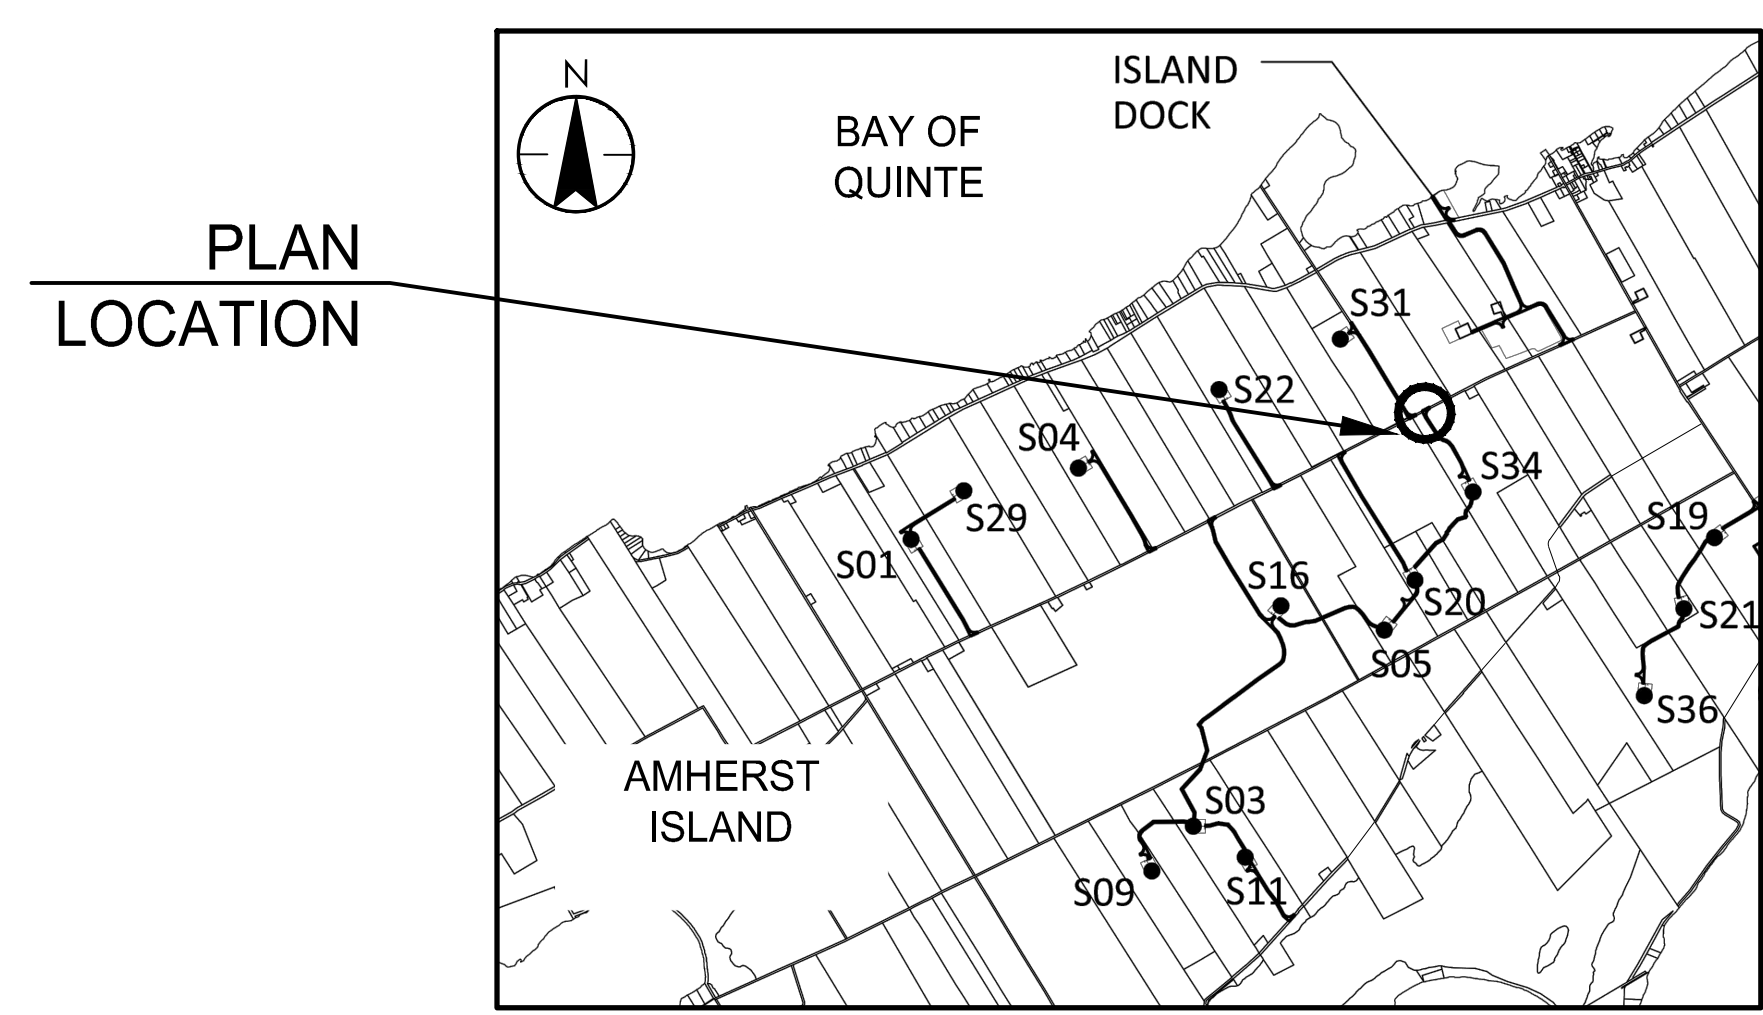 N
ISLAND
DOCK
BAY OF
QUINTE
PLAN
LOCATION
S31
S22
S04
S34
S29
S19
S01
S16
S20
S21
S05
S36
AMHERST
ISLAND
S03
S09
S11